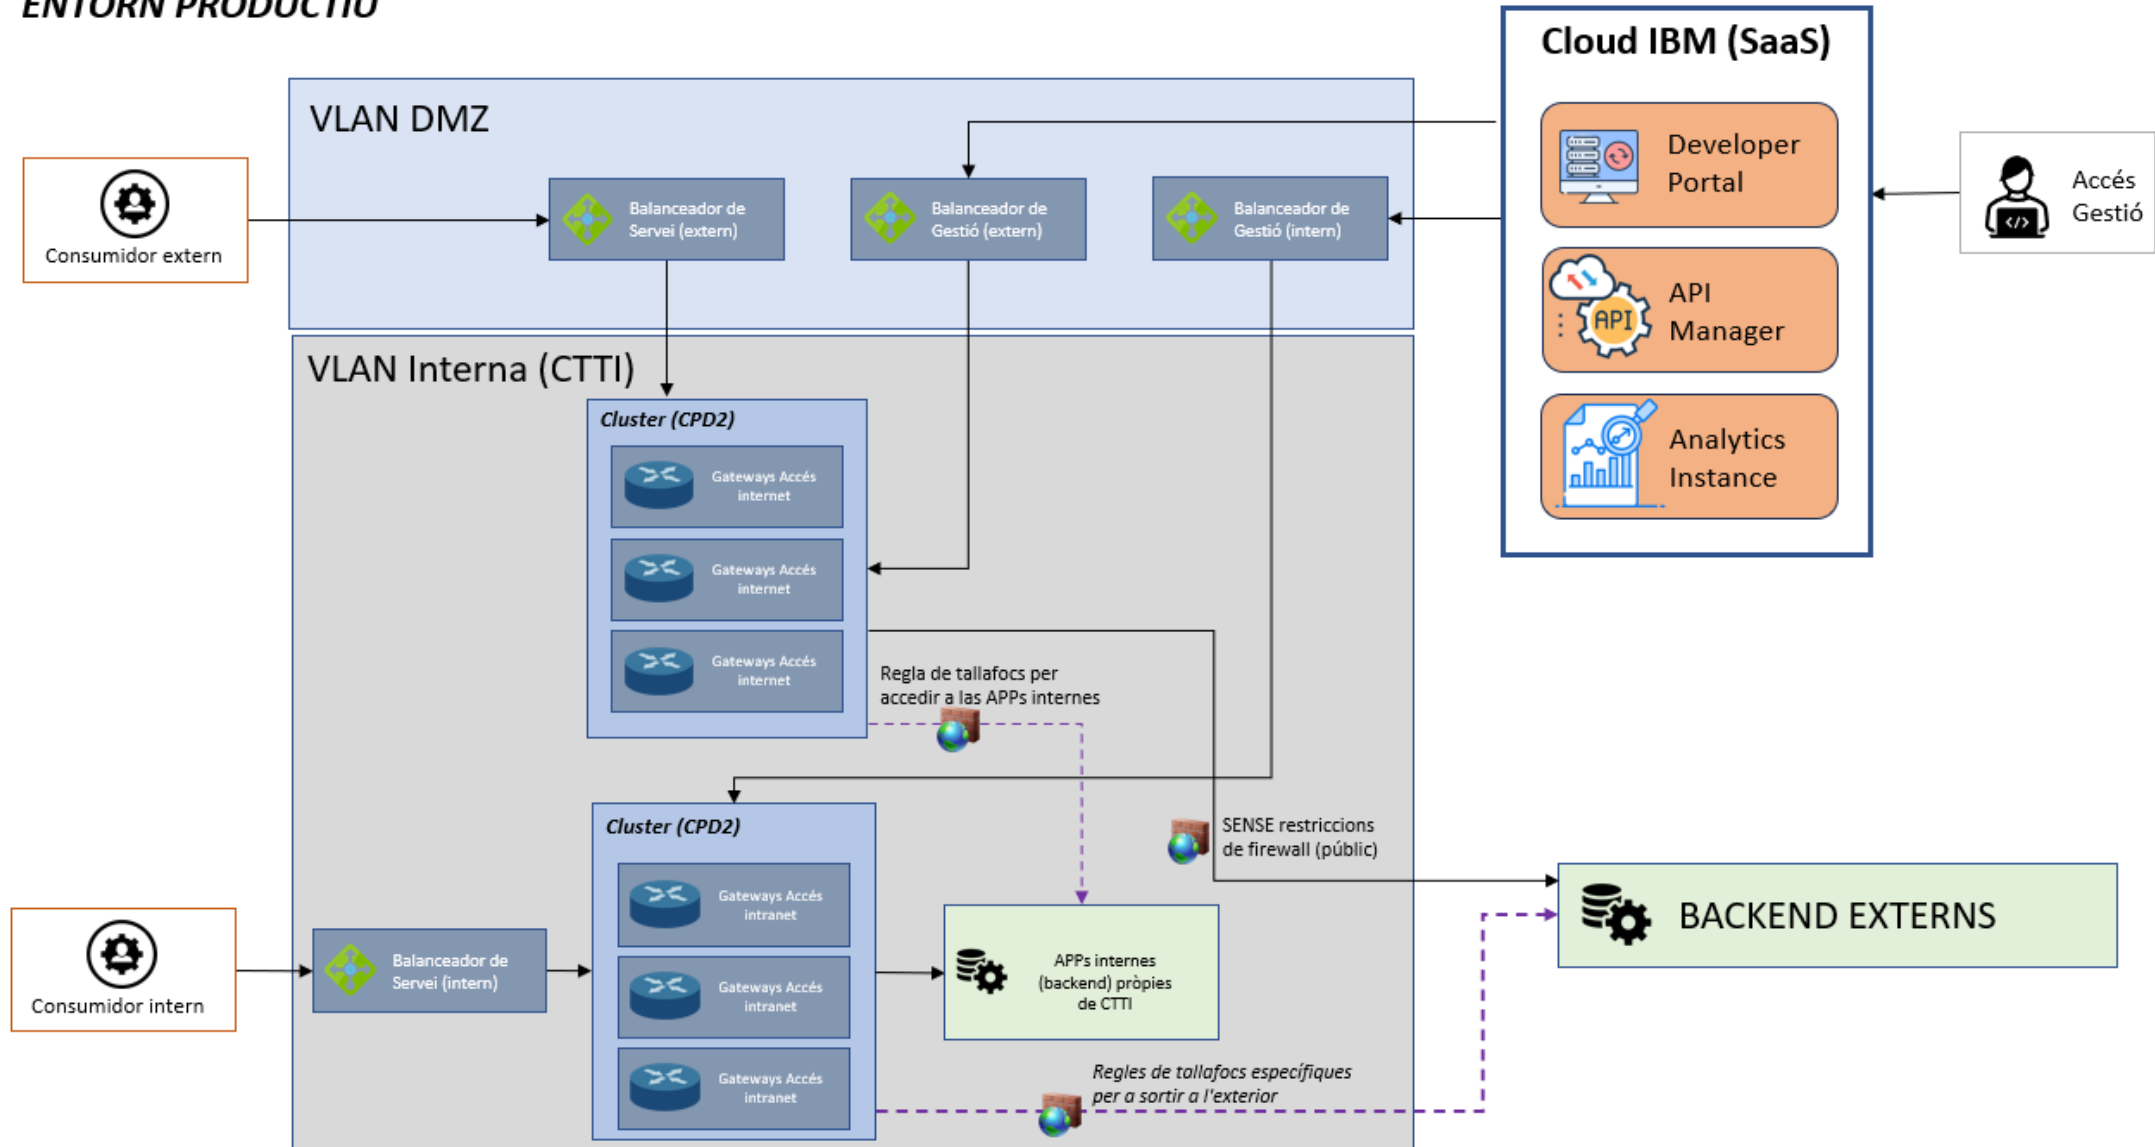 ENTORN PRODUCTIU
Cloud IBM (SaaS)
Developer
Portal
API
Manager
API
Analytics
Instance
Accés
Gestió
VLAN DMZ
Consumidor extern
Balanceador de
Servei (extern)
Balanceador de
Gestió (extern)
Balanceador de
Gestió (intern)
VLAN Interna (CTTI)
Cluster (CPD2)
Gateways Accés
internet
Gateways Accés
internet
Gateways Accés
internet
Regla de tallafocs per
accedir a las APPs internes
Cluster (CPD2)
Gateways Accés
intranet
Gateways Accés
intranet
Gateways Accés
intranet
SENSE restriccions
de firewall (públic)
Consumidor intern
Balanceador de
Servei (intern)
APPs internes
(backend) pròpies
de CTTI
BACKEND EXTERNS
Regles de tallafocs específiques
per a sortir a l'exterior